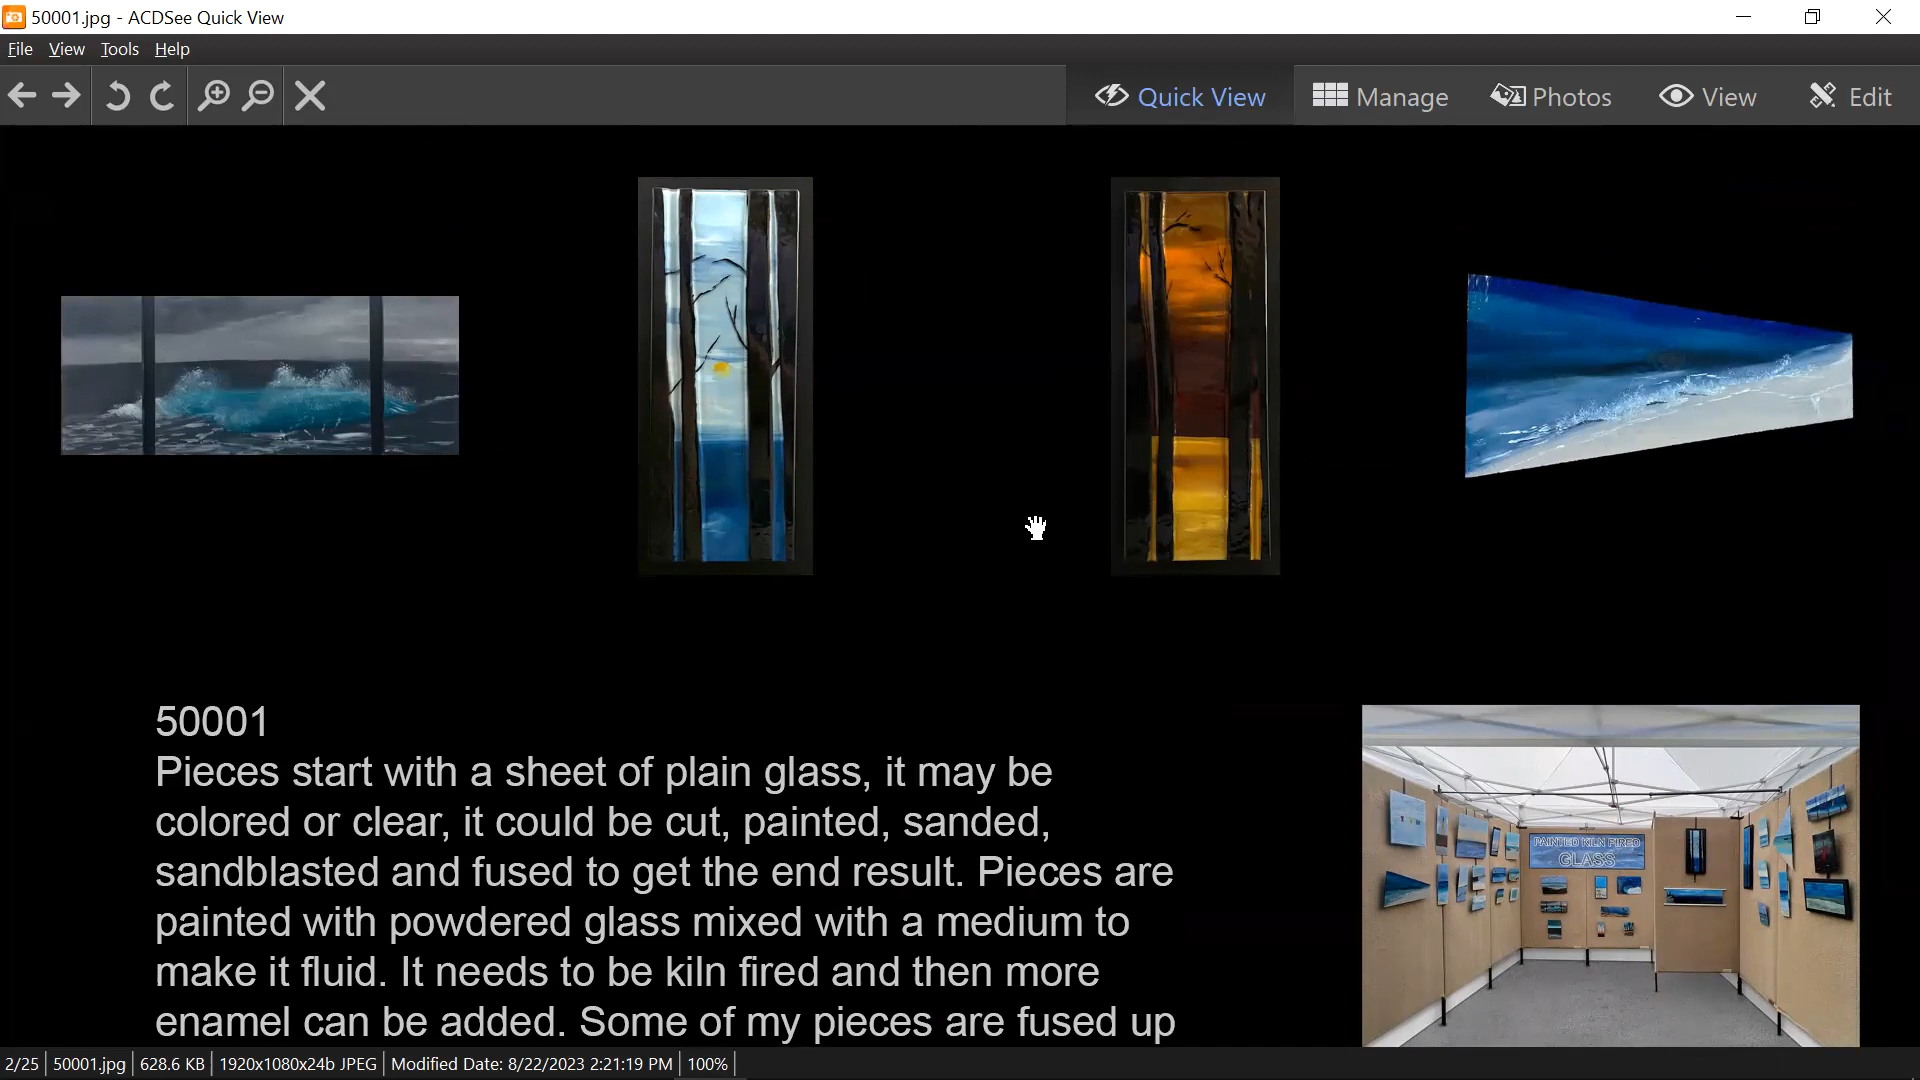 50001.jpg - ACDSee Quick View
File View Tools Help
Quick View Manage Photos View Edit
50001
Pieces start with a sheet of plain glass, it may be
colored or clear, it could be cut, painted, sanded,
sandblasted and fused to get the end result. Pieces are
painted with powdered glass mixed with a medium to
make it fluid. It needs to be kiln fired and then more
enamel can be added. Some of my pieces are fused up
PAINTED KILN FIRED
GLASS
2/25 50001.jpg 628.6 KB 1920x1080x24b JPEG Modified Date: 8/22/2023 2:21:19 PM 100%